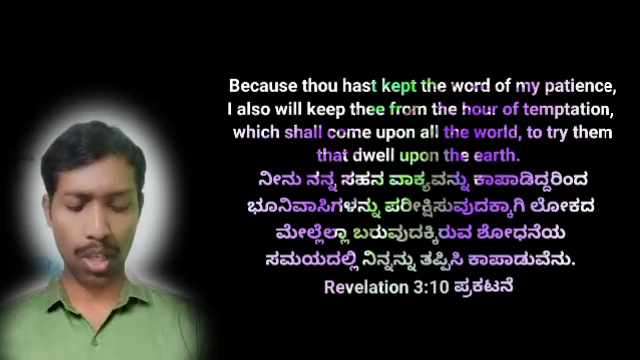 Because thou hast kept the word of my patience,
I also will keep thee from the hour of temptation,
which shall come upon all the world, to try them
that dwell upon the earth.
ನೀನು ನನ್ನ ಸಹನ ವಾಕ್ಯವನ್ನು ಕಾಪಾಡಿದ್ದರಿಂದ
ಭೂನಿವಾಸಿಗಳನ್ನು ಪರೀಕ್ಷಿಸುವುದಕ್ಕಾಗಿ ಲೋಕದ
ಮೇಲ್ಲೆಲ್ಲಾ ಬರುವುದಕ್ಕಿರುವ ಶೋಧನೆಯ
ಸಮಯದಲ್ಲಿ ನಿನ್ನನ್ನು ತಪ್ಪಿಸಿ ಕಾಪಾಡುವೆನು.
Revelation 3:10 ಪ್ರಕಟನೆ